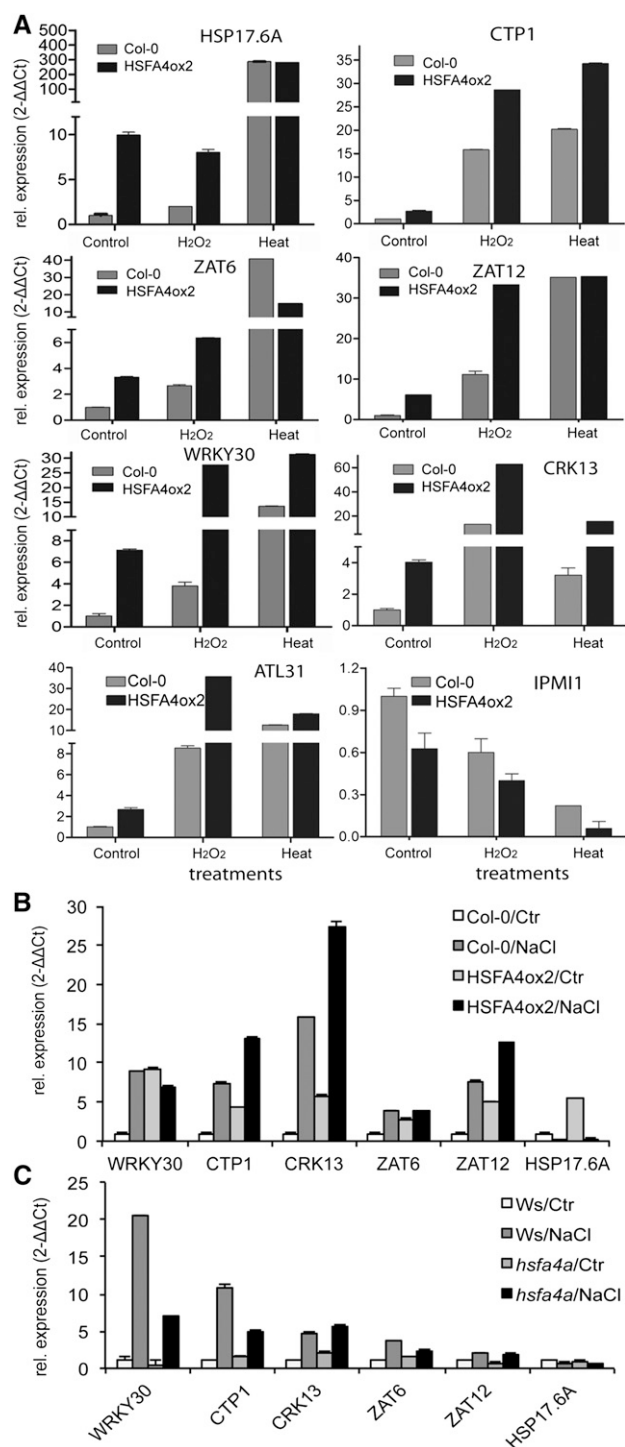 A
HSP17.6A
Col-0
HSFA4ox2
rel. expression (2-ΔΔCt)
500
400
300
200
100
10
5
0
Control
H2O2
Heat
CTP1
Col-0
HSFA4ox2
35
30
25
20
15
10
5
0
Control
H2O2
Heat
ZAT6
Col-0
HSFA4ox2
rel. expression (2-ΔΔCt)
40
30
20
10
6
4
2
0
Control
H2O2
Heat
ZAT12
Col-0
HSFA4ox2
40
30
20
10
0
Control
H2O2
Heat
WRKY30
Col-0
HSFA4ox2
rel. expression (2-ΔΔCt)
30
25
20
15
10
8
6
4
2
0
Control
H2O2
Heat
CRK13
Col-0
HSFA4ox2
60
40
20
4
2
0
Control
H2O2
Heat
ATL31
Col-0
HSFA4ox2
rel. expression (2-ΔΔCt)
40
30
20
10
8
6
4
2
0
Control
H2O2
Heat
treatments
IPMI1
Col-0
HSFA4ox2
1.2
0.9
0.6
0.3
0.0
Control
H2O2
Heat
treatments
B
rel. expression (2-ΔΔCt)
30
25
20
15
10
5
0
Col-0/Ctr
Col-0/NaCl
HSFA4ox2/Ctr
HSFA4ox2/NaCl
WRKY30 CTP1 CRK13 ZAT6 ZAT12 HSP17.6A
C
rel. expression (2-ΔΔCt)
25
20
15
10
5
0
Ws/Ctr
Ws/NaCl
hsfa4a/Ctr
hsfa4a/NaCl
WRKY30 CTP1 CRK13 ZAT6 ZAT12 HSP17.6A